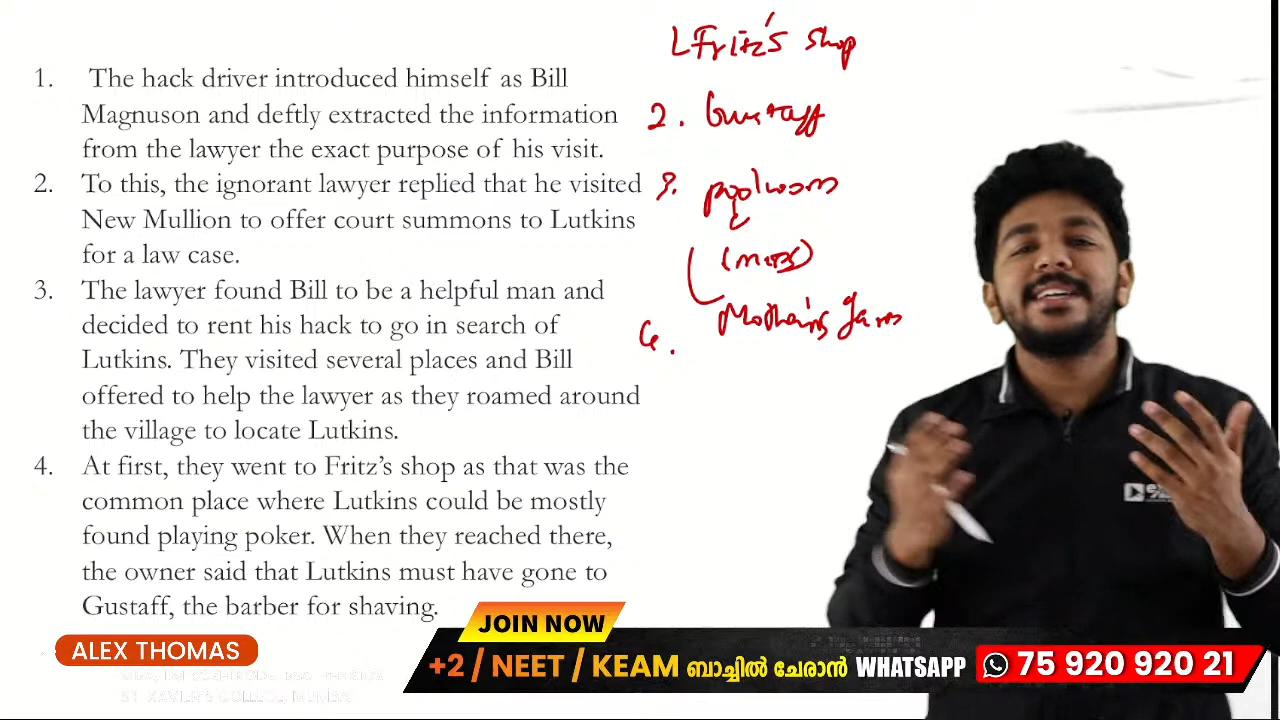 1. The hack driver introduced himself as Bill
Magnuson and deftly extracted the information
from the lawyer the exact purpose of his visit.
2. To this, the ignorant lawyer replied that he visited
New Mullion to offer court summons to Lutkins
for a law case.
3. The lawyer found Bill to be a helpful man and
decided to rent his hack to go in search of
Lutkins. They visited several places and Bill
offered to help the lawyer as they roamed around
the village to locate Lutkins.
4. At first, they went to Fritz’s shop as that was the
common place where Lutkins could be mostly
found playing poker. When they reached there,
the owner said that Lutkins must have gone to
Gustaff, the barber for shaving.
Fritz's shop
2. Gustaff
3.
ALEX THOMAS
JOIN NOW
+2 / NEET / KEAM ബാച്ചിൽ ചേരാൻ WHATSAPP 75 920 920 21